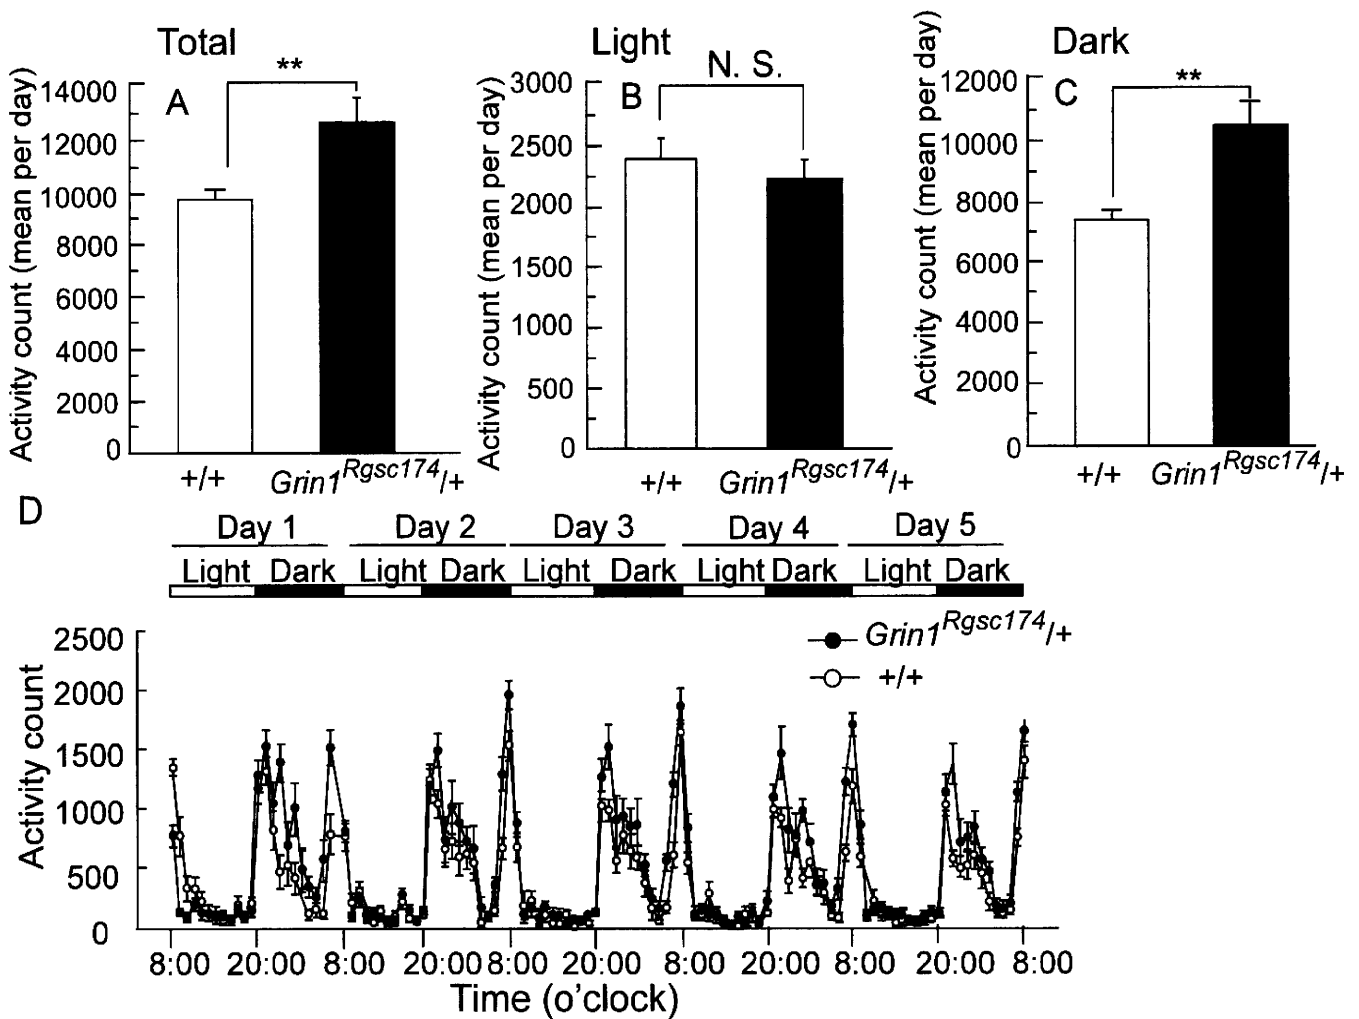 Total
Light
Dark
**
N. S.
**
A
B
C
Activity count (mean per day)
14000
12000
10000
8000
6000
4000
2000
0
Activity count (mean per day)
3000
2500
2000
1500
1000
500
0
Activity count (mean per day)
12000
10000
8000
6000
4000
2000
0
+/+ Grin1Rgsc174/+
+/+ Grin1Rgsc174/+
+/+ Grin1Rgsc174/+
D
Day 1 Day 2 Day 3 Day 4 Day 5
Light Dark Light Dark Light Dark Light Dark Light Dark
Grin1Rgsc174/+
+/+
Activity count
2500
2000
1500
1000
500
0
8:00 20:00 8:00 20:00 8:00 20:00 8:00 20:00 8:00 20:00 8:00
Time (o'clock)